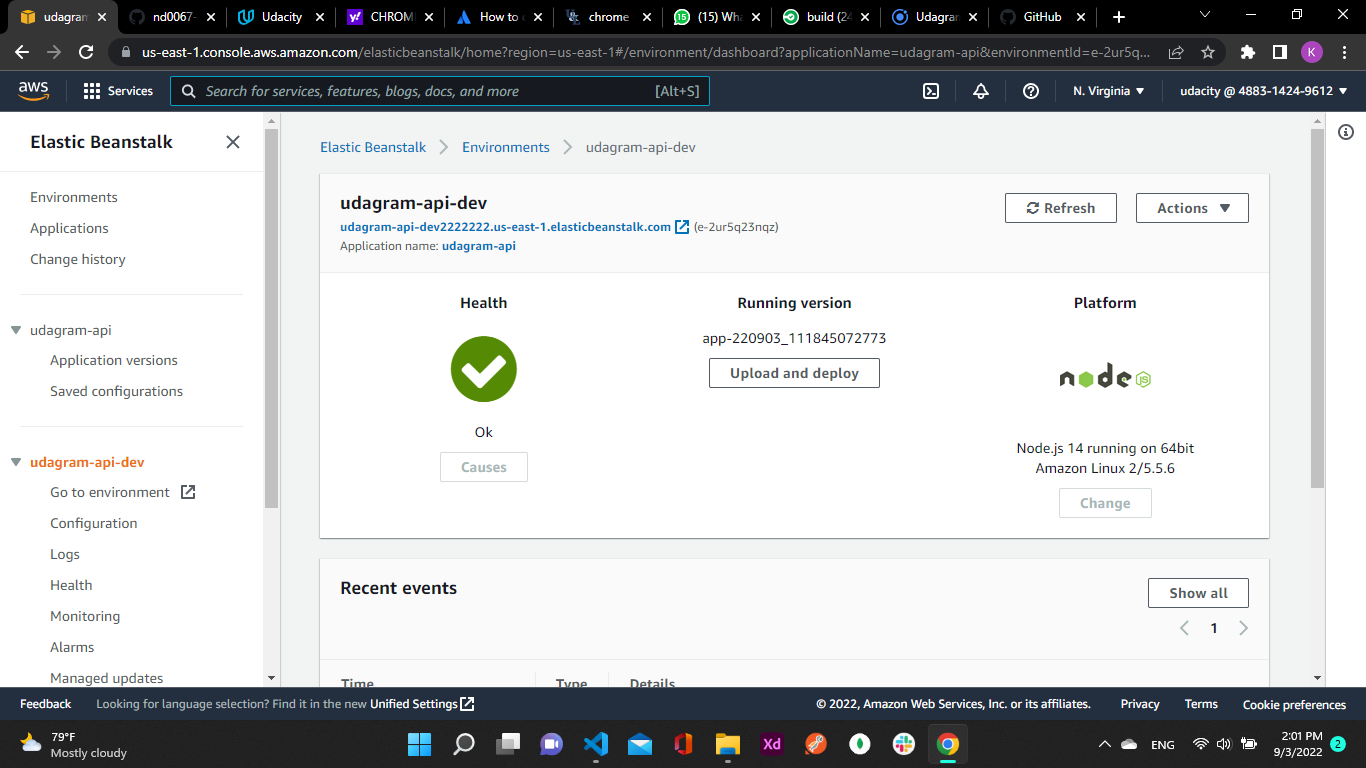 udagram
nd0067-
Udacity
CHROM
How to
chrome
(15) Wha
build (24
Udagram
GitHub
us-east-1.console.aws.amazon.com/elasticbeanstalk/home?region=us-east-1#/environment/dashboard?applicationName=udagram-api&environmentId=e-2ur5q...
K
aws
Services
Search for services, features, blogs, docs, and more
[Alt+S]
N. Virginia
udacity @ 4883-1424-9612
Elastic Beanstalk
Environments
Applications
Change history
udagram-api
Application versions
Saved configurations
udagram-api-dev
Go to environment
Configuration
Logs
Health
Monitoring
Alarms
Managed updates
Elastic Beanstalk
Environments
udagram-api-dev
udagram-api-dev
udagram-api-dev2222222.us-east-1.elasticbeanstalk.com (e-2ur5q23nqz)
Application name: udagram-api
Refresh
Actions
Health
Ok
Causes
Running version
app-220903_111845072773
Upload and deploy
Platform
node JS
Node.js 14 running on 64bit
Amazon Linux 2/5.5.6
Change
Recent events
Show all
1
Time
Type
Details
Feedback
Looking for language selection? Find it in the new Unified Settings
© 2022, Amazon Web Services, Inc. or its affiliates.
Privacy
Terms
Cookie preferences
79°F
Mostly cloudy
Xd
ENG
2:01 PM
9/3/2022
2